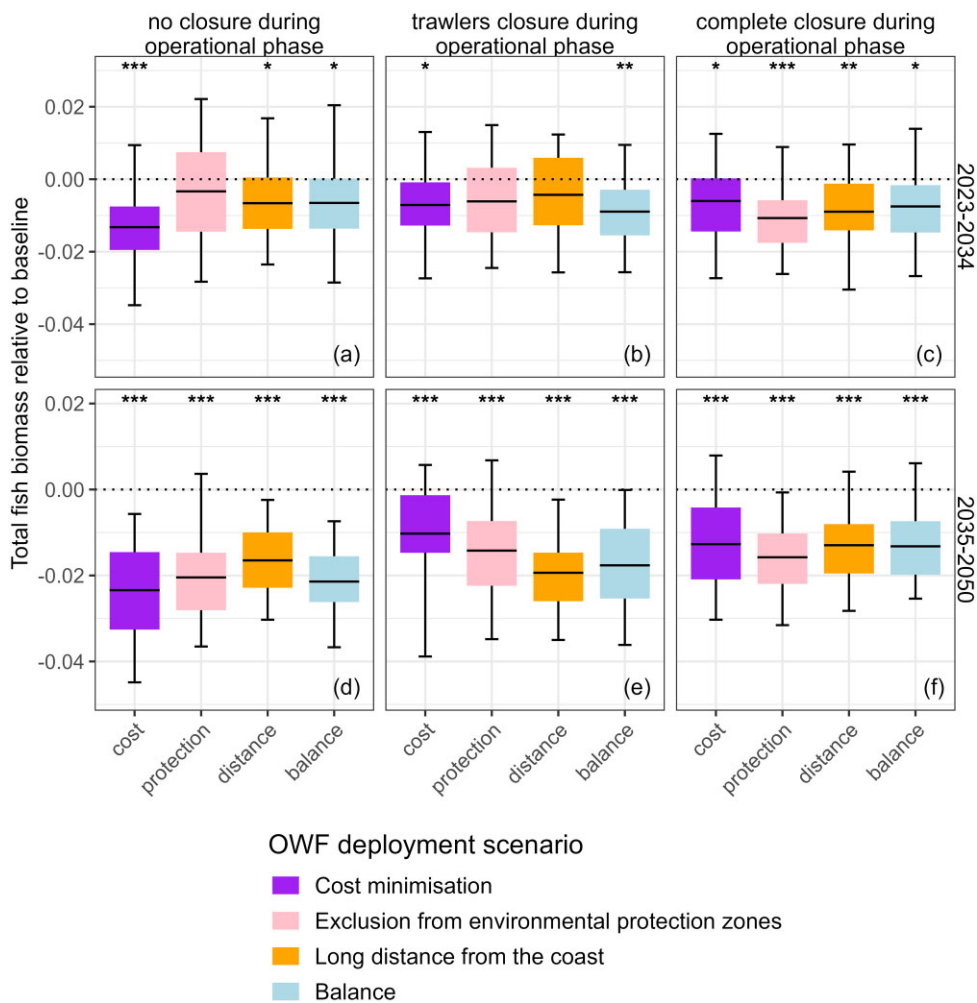 no closure during
operational phase
trawlers closure during
operational phase
complete closure during
operational phase
*** * *
* **
* *** ** *
0.02
0.00
-0.02
-0.04
(a)
(b)
(c)
2023-2034
Total fish biomass relative to baseline
*** *** *** ***
*** *** *** ***
*** *** *** ***
0.02
0.00
-0.02
-0.04
(d)
(e)
(f)
2035-2050
cost
protection
distance
balance
cost
protection
distance
balance
cost
protection
distance
balance
OWF deployment scenario
Cost minimisation
Exclusion from environmental protection zones
Long distance from the coast
Balance